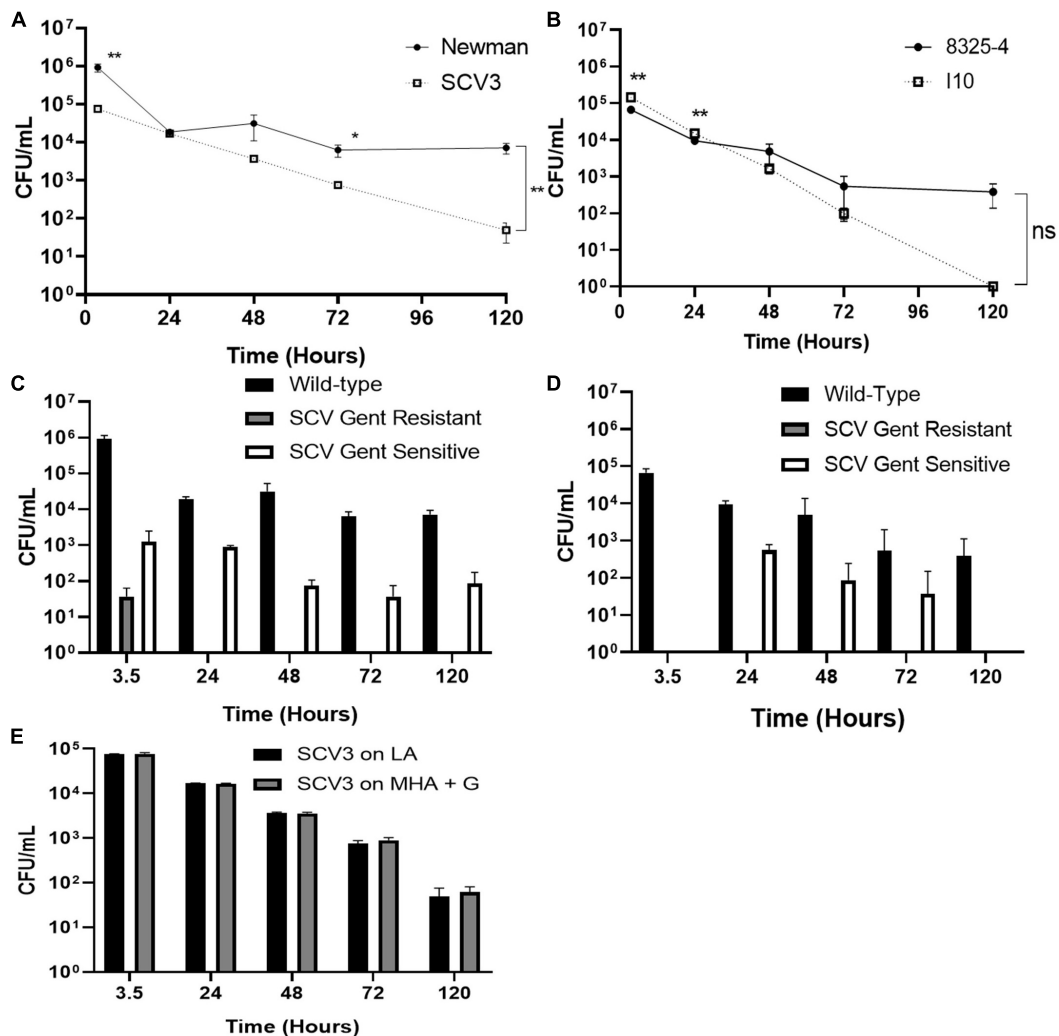 A
10⁷
10⁶
10⁵
10⁴
10³
10²
10¹
10⁰
CFU/mL
**
*
**
Newman
SCV3
0 24 48 72 96 120
Time (Hours)
B
10⁷
10⁶
10⁵
10⁴
10³
10²
10¹
10⁰
CFU/mL
**
**
ns
8325-4
I10
0 24 48 72 96 120
Time (Hours)
C
Wild-type
SCV Gent Resistant
SCV Gent Sensitive
10⁷
10⁶
10⁵
10⁴
10³
10²
10¹
10⁰
CFU/mL
3.5 24 48 72 120
Time (Hours)
D
Wild-Type
SCV Gent Resistant
SCV Gent Sensitive
10⁷
10⁶
10⁵
10⁴
10³
10²
10¹
10⁰
CFU/mL
3.5 24 48 72 120
Time (Hours)
E
SCV3 on LA
SCV3 on MHA + G
10⁵
10⁴
10³
10²
10¹
10⁰
CFU/mL
3.5 24 48 72 120
Time (Hours)